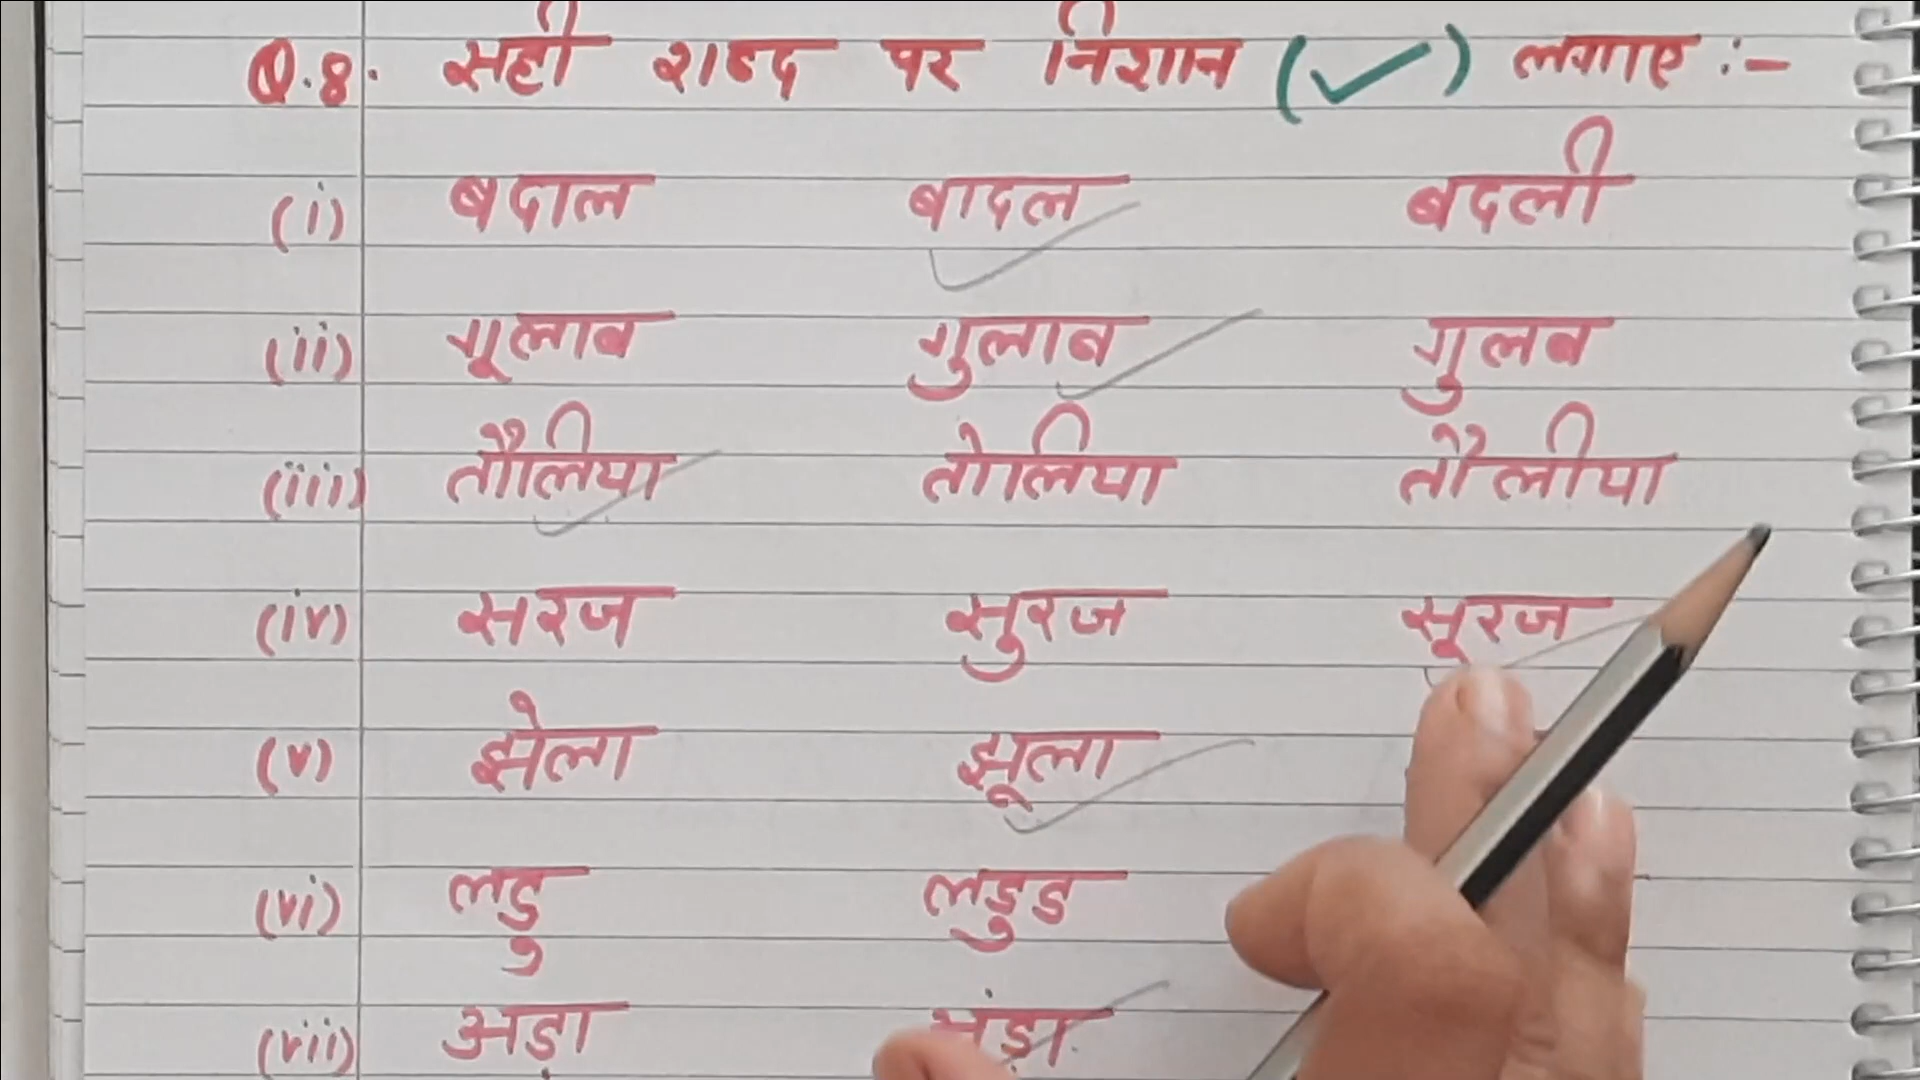 Q.8. सही शब्द पर निशान (✓) लगाए :-
(i) बदाल बादल बदली
(ii) गूलाब गुलाब गुलब
(iii) तौलिया तोलिया तौलीया
(iv) सरज सुरज सूरज
(v) झेला झूला
(vi) लडु लडुड
(vii) अड़ा अंड़ा